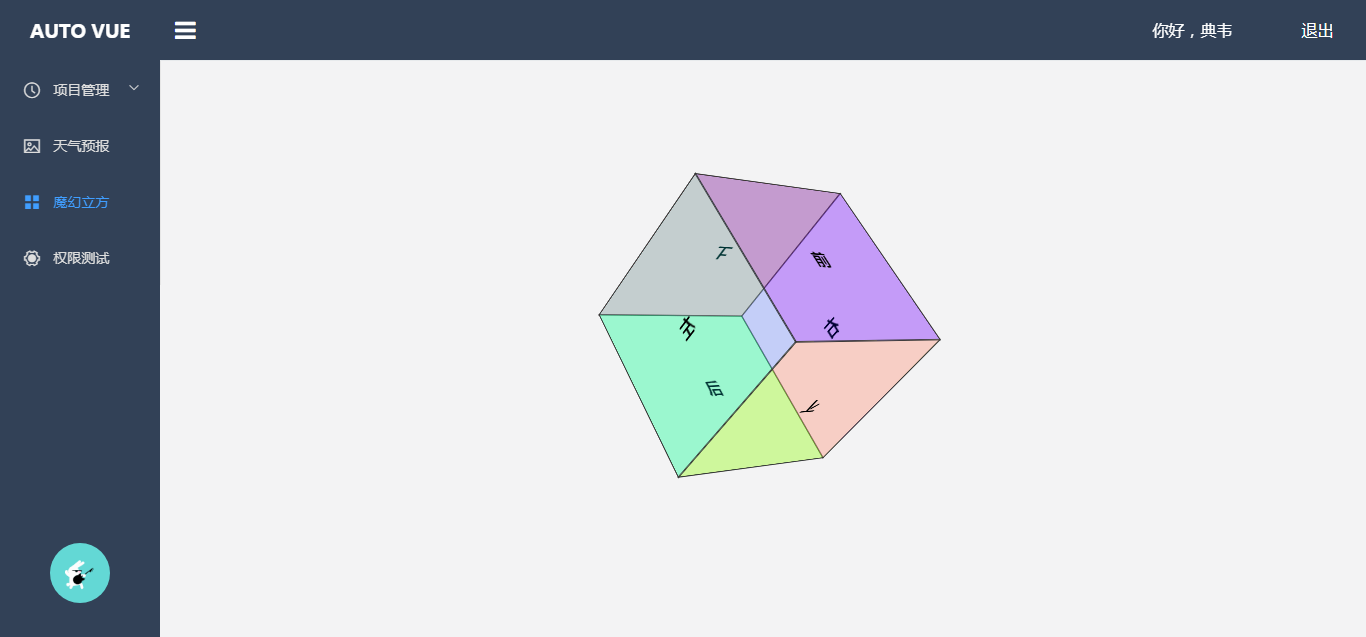 AUTO VUE
你好，典韦
退出
项目管理
天气预报
魔幻立方
权限测试
下
前
左
右
后
上